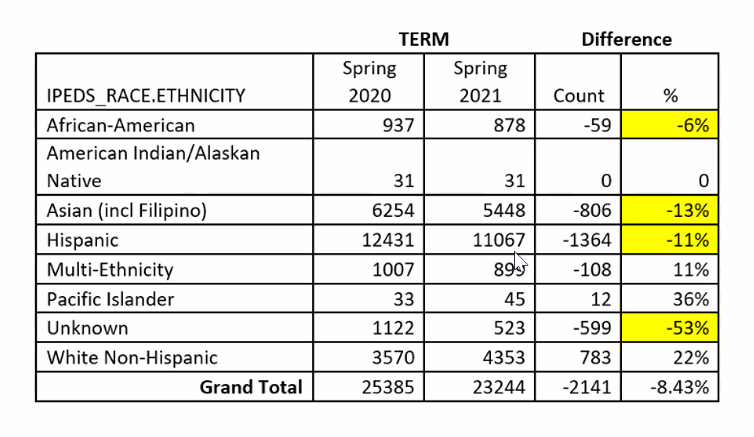 TERM Difference
IPEDS_RACE.ETHNICITY Spring 2020 Spring 2021 Count %
African-American 937 878 -59 -6%
American Indian/Alaskan
Native 31 31 0 0
Asian (incl Filipino) 6254 5448 -806 -13%
Hispanic 12431 11067 -1364 -11%
Multi-Ethnicity 1007 899 -108 11%
Pacific Islander 33 45 12 36%
Unknown 1122 523 -599 -53%
White Non-Hispanic 3570 4353 783 22%
Grand Total 25385 23244 -2141 -8.43%